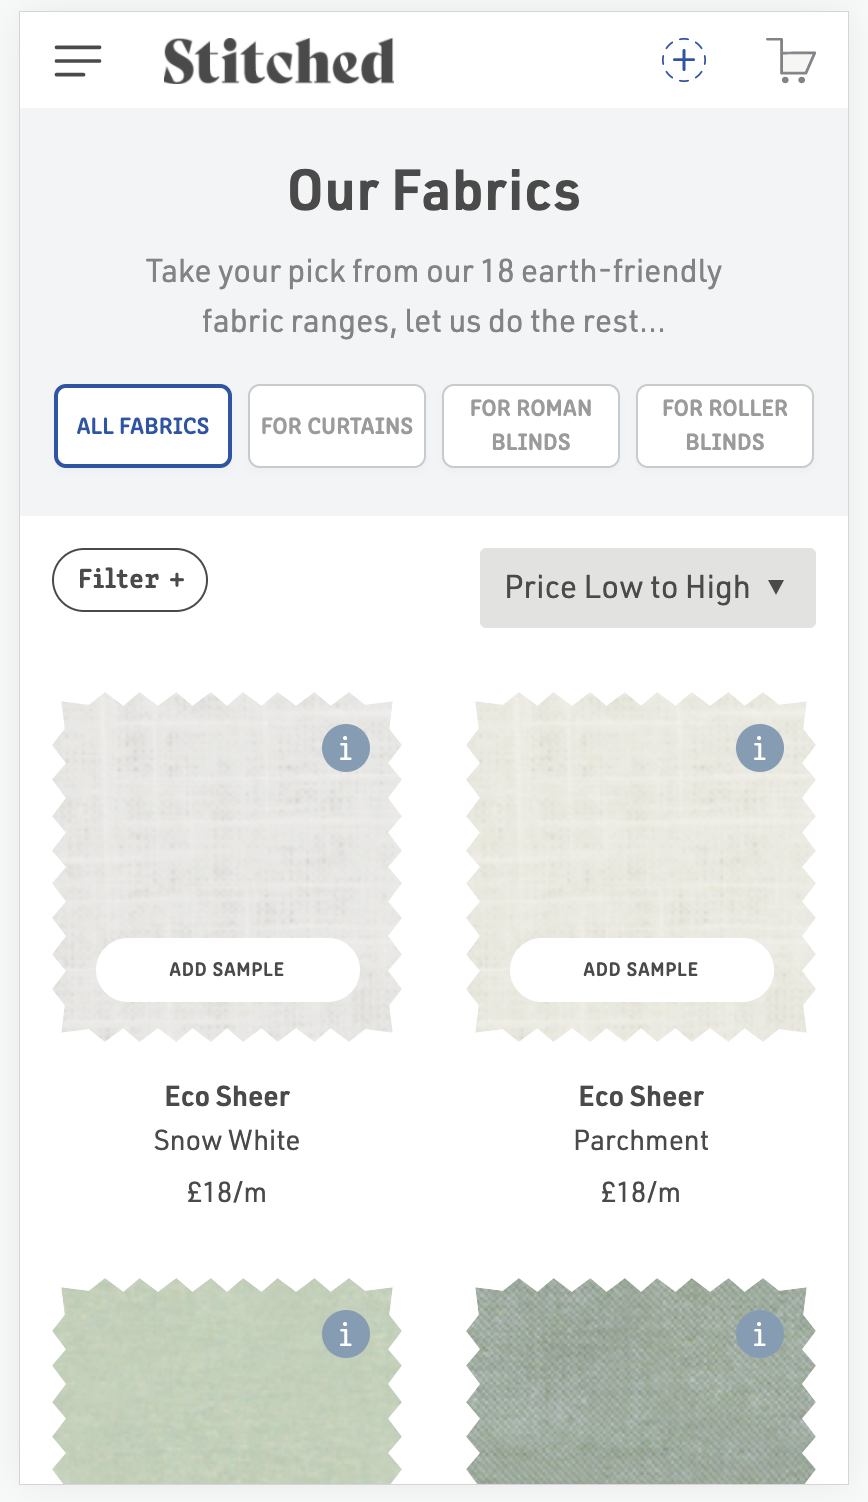 Stitched
Our Fabrics
Take your pick from our 18 earth-friendly
fabric ranges, let us do the rest...
ALL FABRICS
FOR CURTAINS
FOR ROMAN
BLINDS
FOR ROLLER
BLINDS
Filter +
Price Low to High ▼
i
i
ADD SAMPLE
ADD SAMPLE
Eco Sheer
Snow White
£18/m
Eco Sheer
Parchment
£18/m
i
i